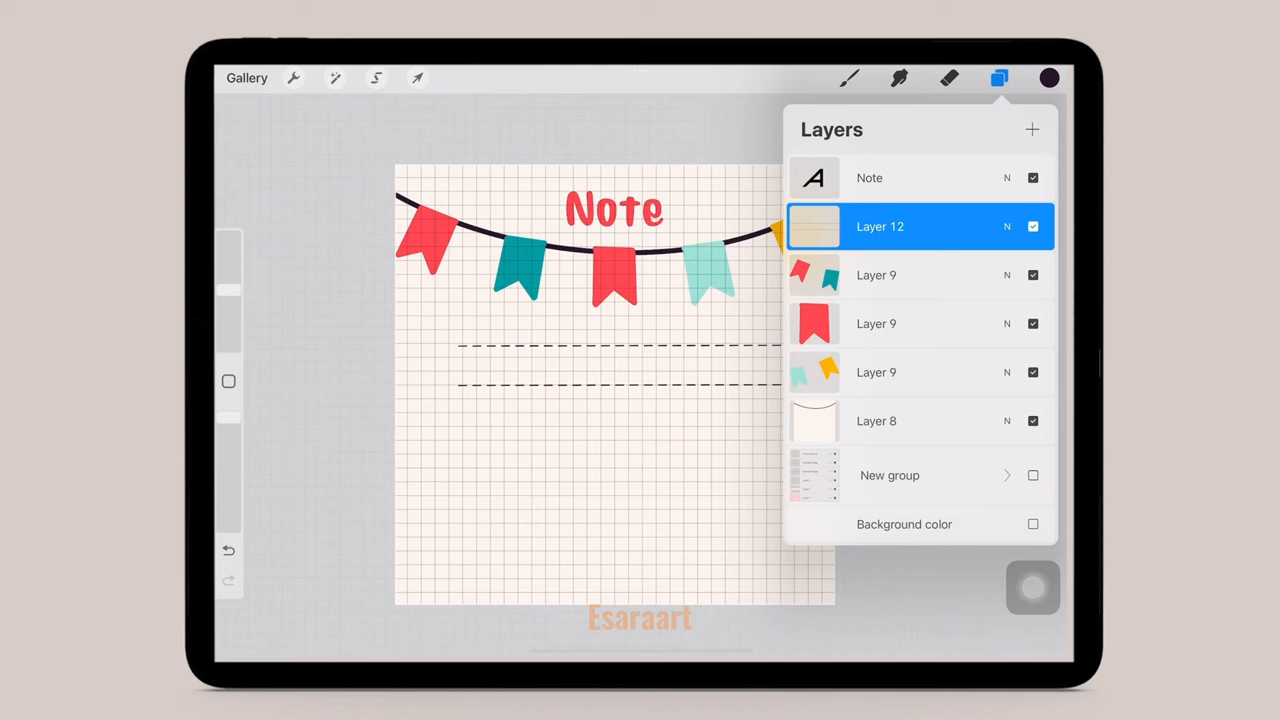 Gallery
Layers
Note
N
Layer 12
N
Layer 9
N
Layer 9
N
Layer 9
N
Layer 8
N
New group
Background color
Note
Esaraart